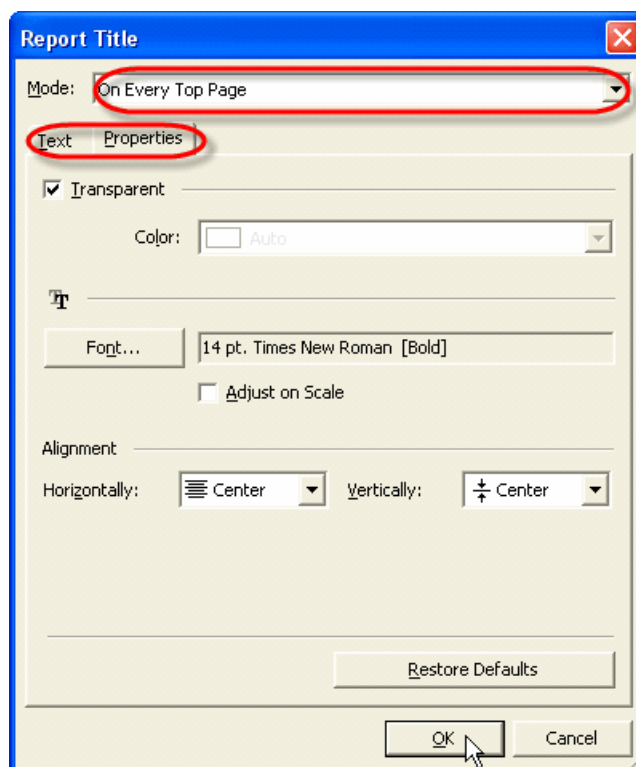 Report Title
Mode: On Every Top Page
Text Properties
Transparent
Color: Auto
Font... 14 pt. Times New Roman [Bold]
Adjust on Scale
Alignment
Horizontally: Center Vertically: Center
Restore Defaults
OK Cancel